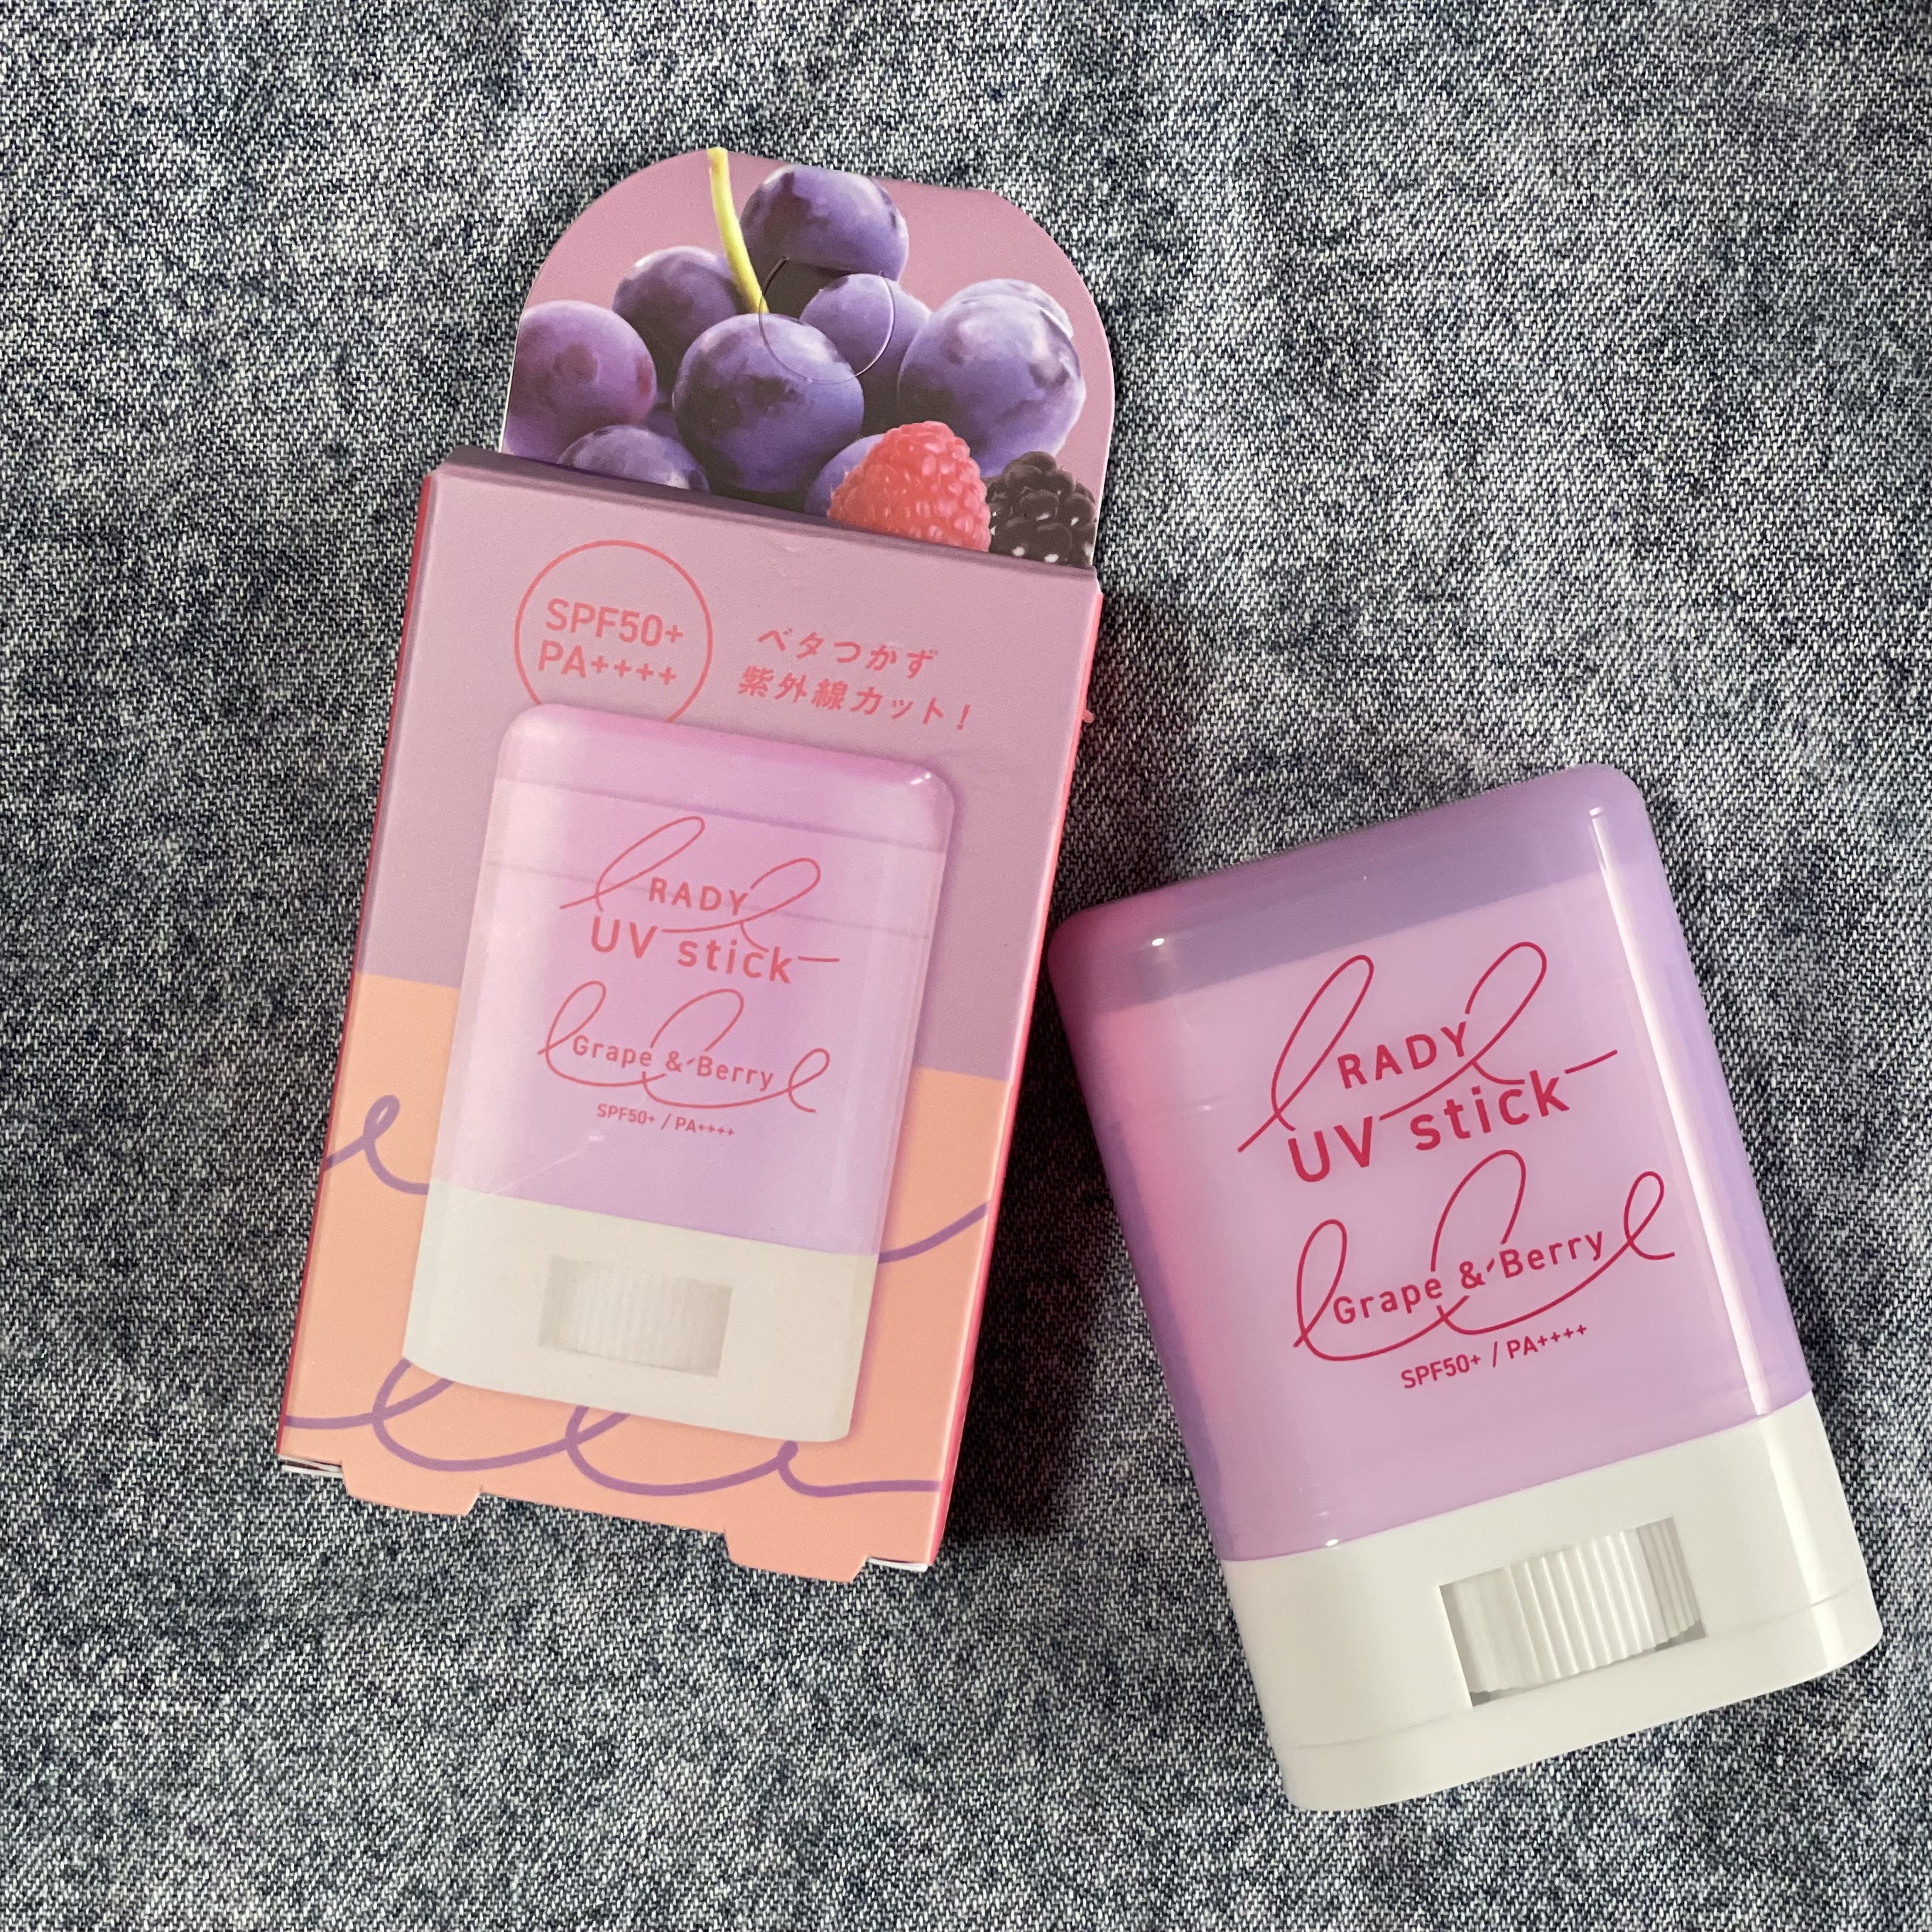 SPF50+
PA++++
ベタつかず
紫外線カット!
RADY
UV stick
Grape & Berry
SPF50+ / PA++++
RADY
UV stick
Grape & Berry
SPF50+ / PA++++